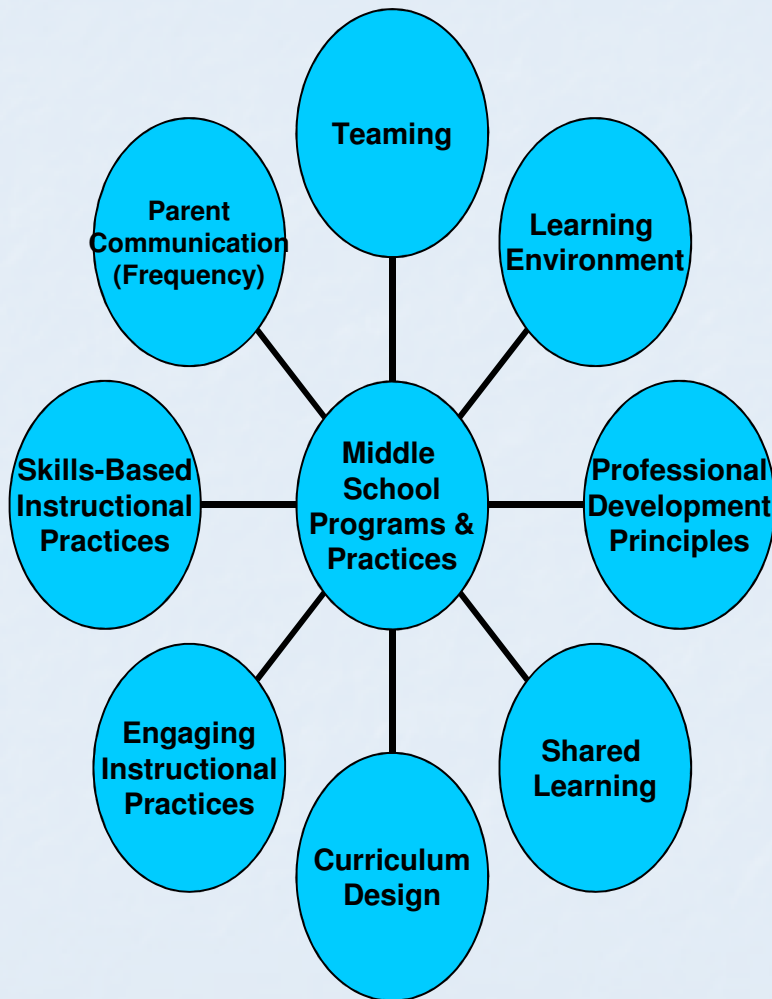 Teaming
Parent
Communication
(Frequency)
Learning
Environment
Skills-Based
Instructional
Practices
Middle
School
Programs &
Practices
Professional
Development
Principles
Engaging
Instructional
Practices
Shared
Learning
Curriculum
Design